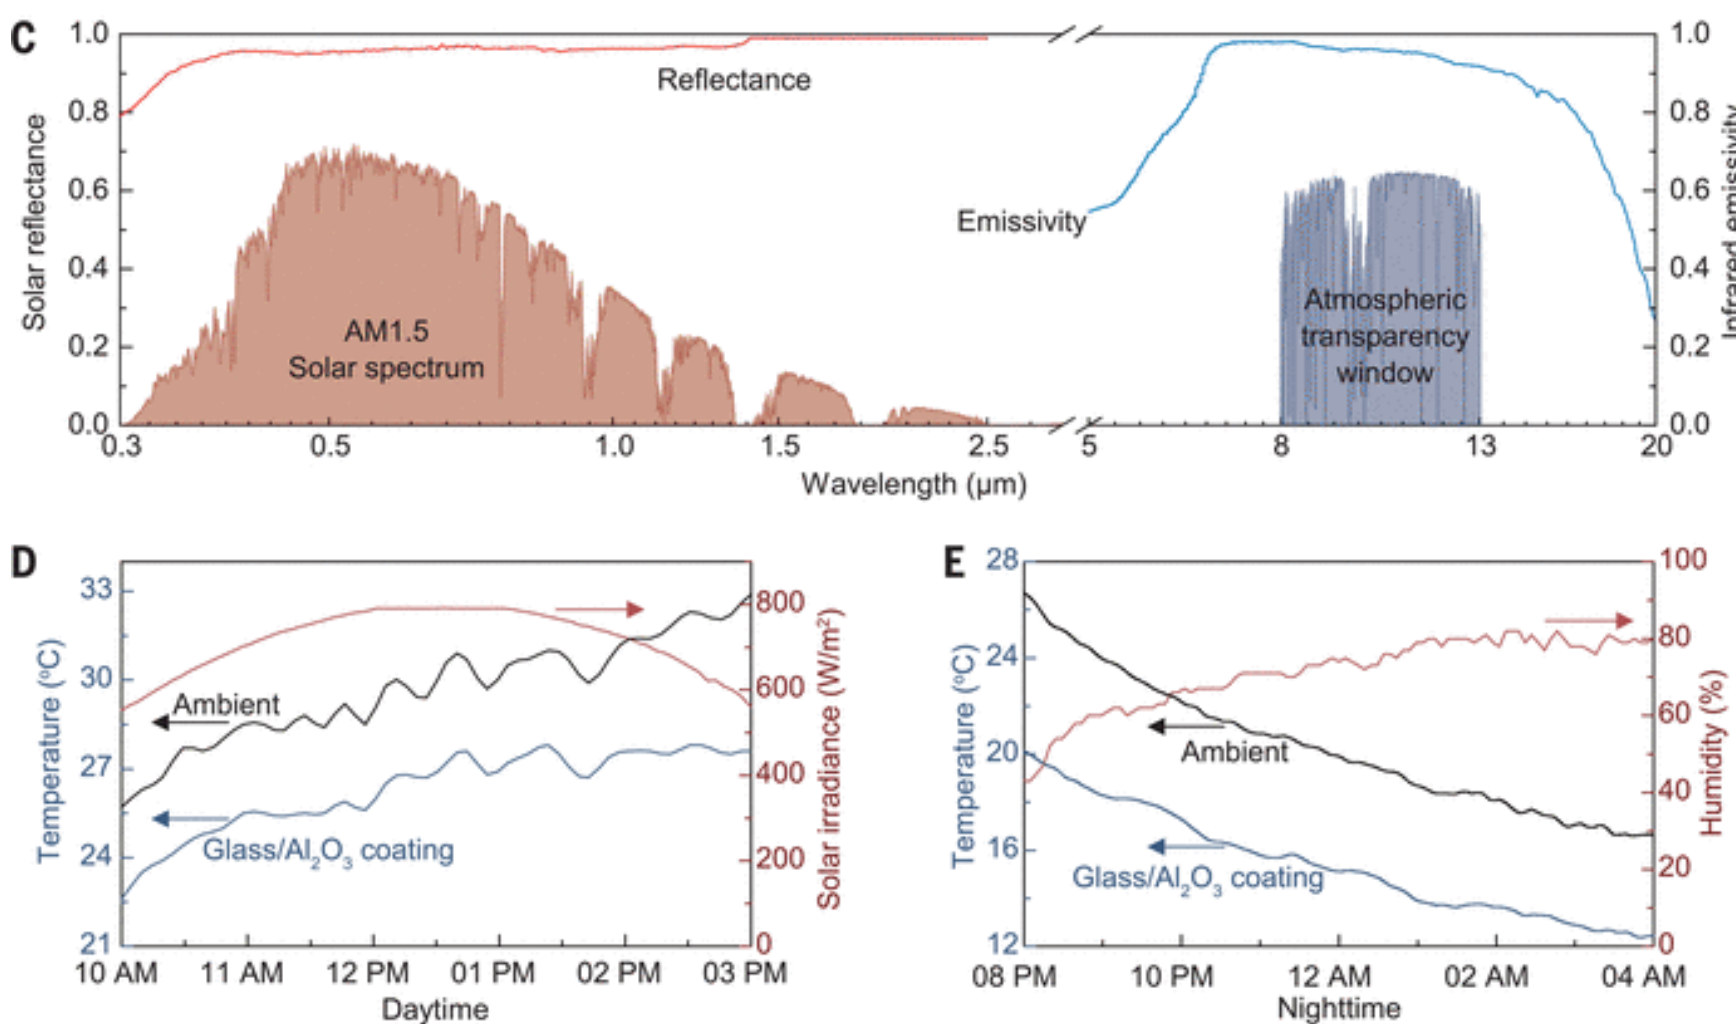 C
1.0
0.8
0.6
0.4
0.2
0.0
Solar reflectance
Reflectance
AM1.5
Solar spectrum
Emissivity
Atmospheric
transparency
window
1.0
0.8
0.6
0.4
0.2
0.0
Infrared emissivity
0.3 0.5 1.0 1.5 2.5 5 8 13 20
Wavelength (µm)
D
33
30
27
24
21
Temperature (°C)
Ambient
Glass/Al₂O₃ coating
800
600
400
200
0
Solar irradiance (W/m²)
10 AM 11 AM 12 PM 01 PM 02 PM 03 PM
Daytime
E
28
24
20
16
12
Temperature (°C)
Ambient
Glass/Al₂O₃ coating
100
80
60
40
20
0
Humidity (%)
08 PM 10 PM 12 AM 02 AM 04 AM
Nighttime